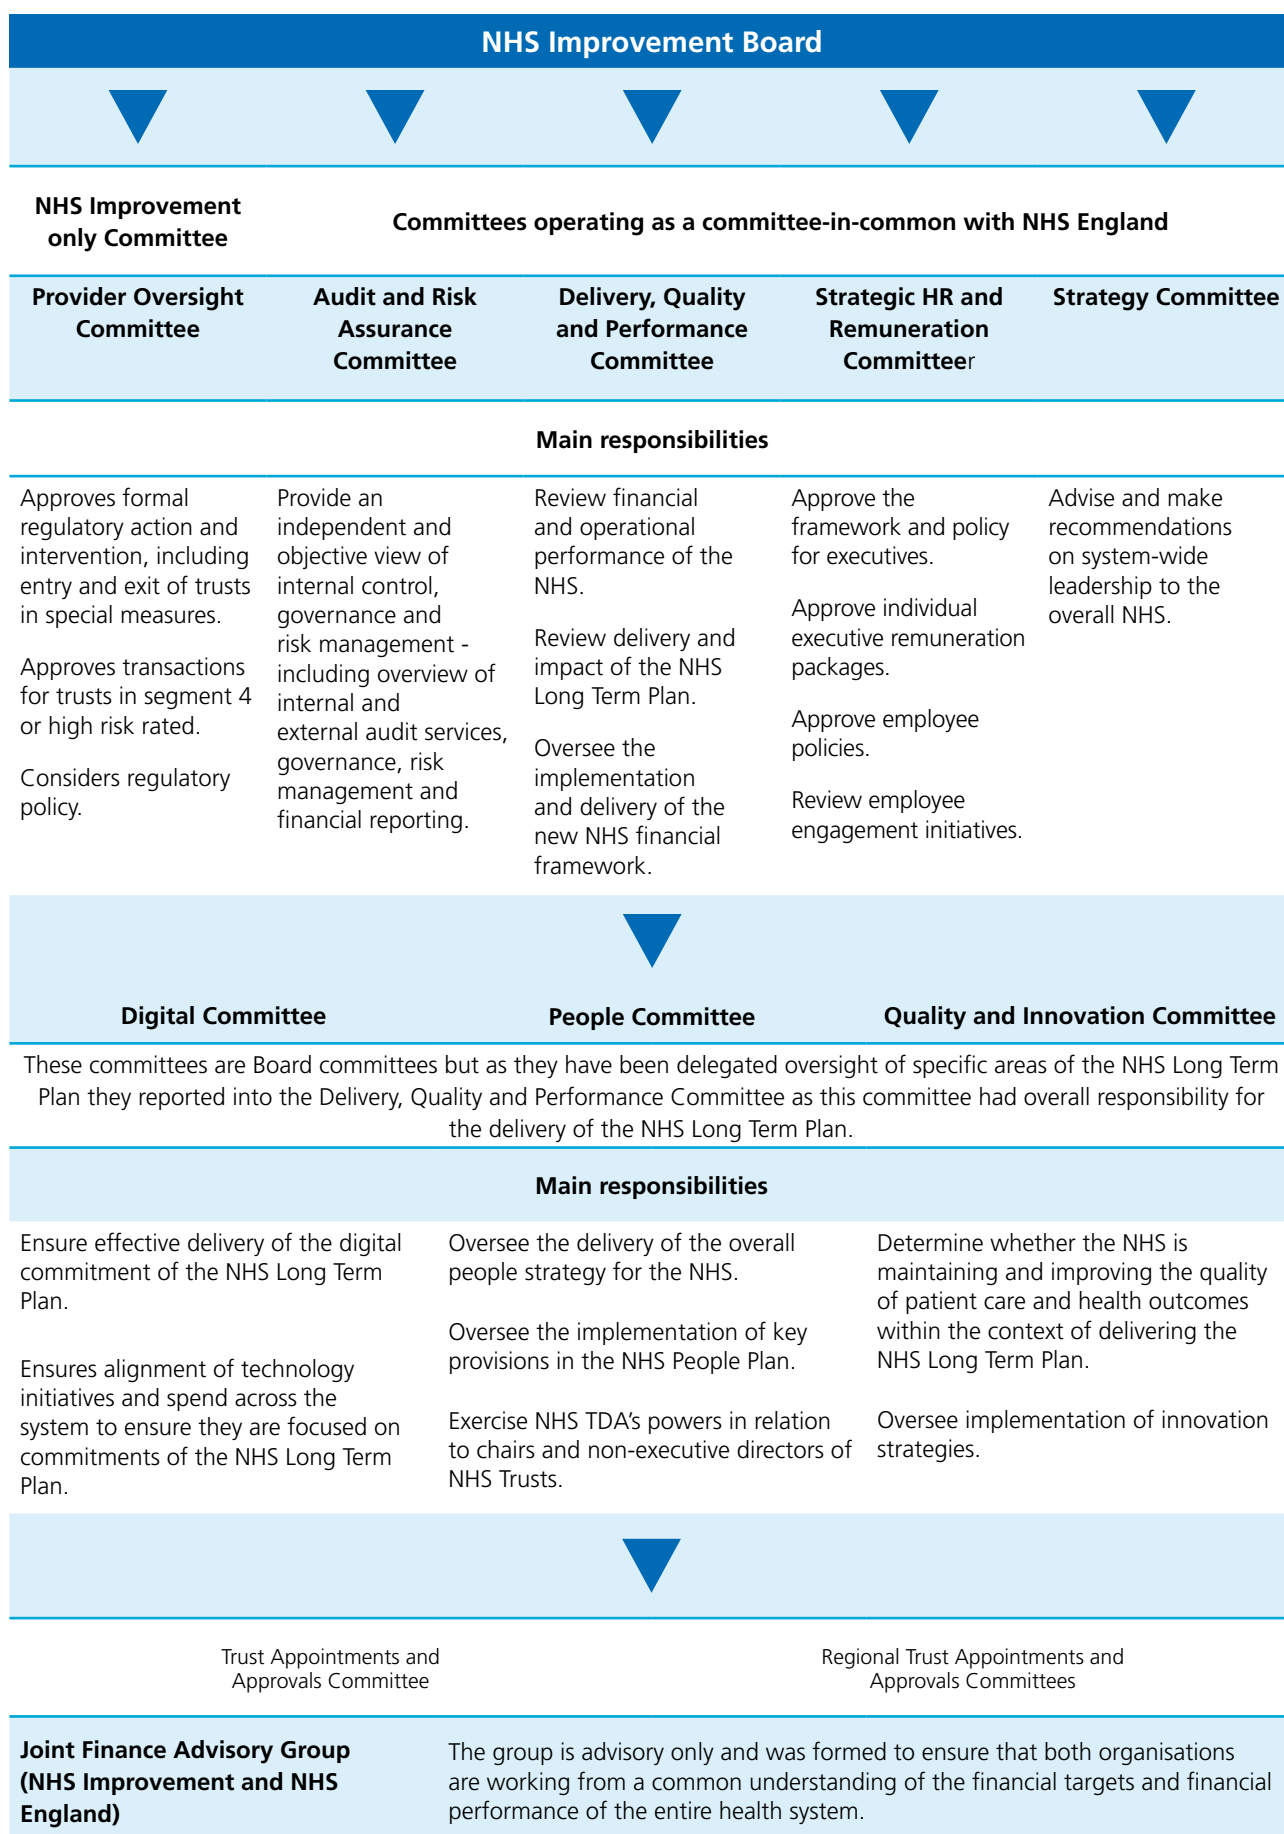 NHS Improvement Board
NHS Improvement
only Committee
Committees operating as a committee-in-common with NHS England
Provider Oversight
Committee
Audit and Risk
Assurance
Committee
Delivery, Quality
and Performance
Committee
Strategic HR and
Remuneration
Committeer
Strategy Committee
Main responsibilities
Approves formal
regulatory action and
intervention, including
entry and exit of trusts
in special measures.
Approves transactions
for trusts in segment 4
or high risk rated.
Considers regulatory
policy.
Provide an
independent and
objective view of
internal control,
governance and
risk management -
including overview of
internal and
external audit services,
governance, risk
management and
financial reporting.
Review financial
and operational
performance of the
NHS.
Review delivery and
impact of the NHS
Long Term Plan.
Oversee the
implementation
and delivery of the
new NHS financial
framework.
Approve the
framework and policy
for executives.
Approve individual
executive remuneration
packages.
Approve employee
policies.
Review employee
engagement initiatives.
Advise and make
recommendations
on system-wide
leadership to the
overall NHS.
Digital Committee
People Committee
Quality and Innovation Committee
These committees are Board committees but as they have been delegated oversight of specific areas of the NHS Long Term
Plan they reported into the Delivery, Quality and Performance Committee as this committee had overall responsibility for
the delivery of the NHS Long Term Plan.
Main responsibilities
Ensure effective delivery of the digital
commitment of the NHS Long Term
Plan.
Ensures alignment of technology
initiatives and spend across the
system to ensure they are focused on
commitments of the NHS Long Term
Plan.
Oversee the delivery of the overall
people strategy for the NHS.
Oversee the implementation of key
provisions in the NHS People Plan.
Exercise NHS TDA’s powers in relation
to chairs and non-executive directors of
NHS Trusts.
Determine whether the NHS is
maintaining and improving the quality
of patient care and health outcomes
within the context of delivering the
NHS Long Term Plan.
Oversee implementation of innovation
strategies.
Trust Appointments and
Approvals Committee
Regional Trust Appointments and
Approvals Committees
Joint Finance Advisory Group
(NHS Improvement and NHS
England)
The group is advisory only and was formed to ensure that both organisations
are working from a common understanding of the financial targets and financial
performance of the entire health system.